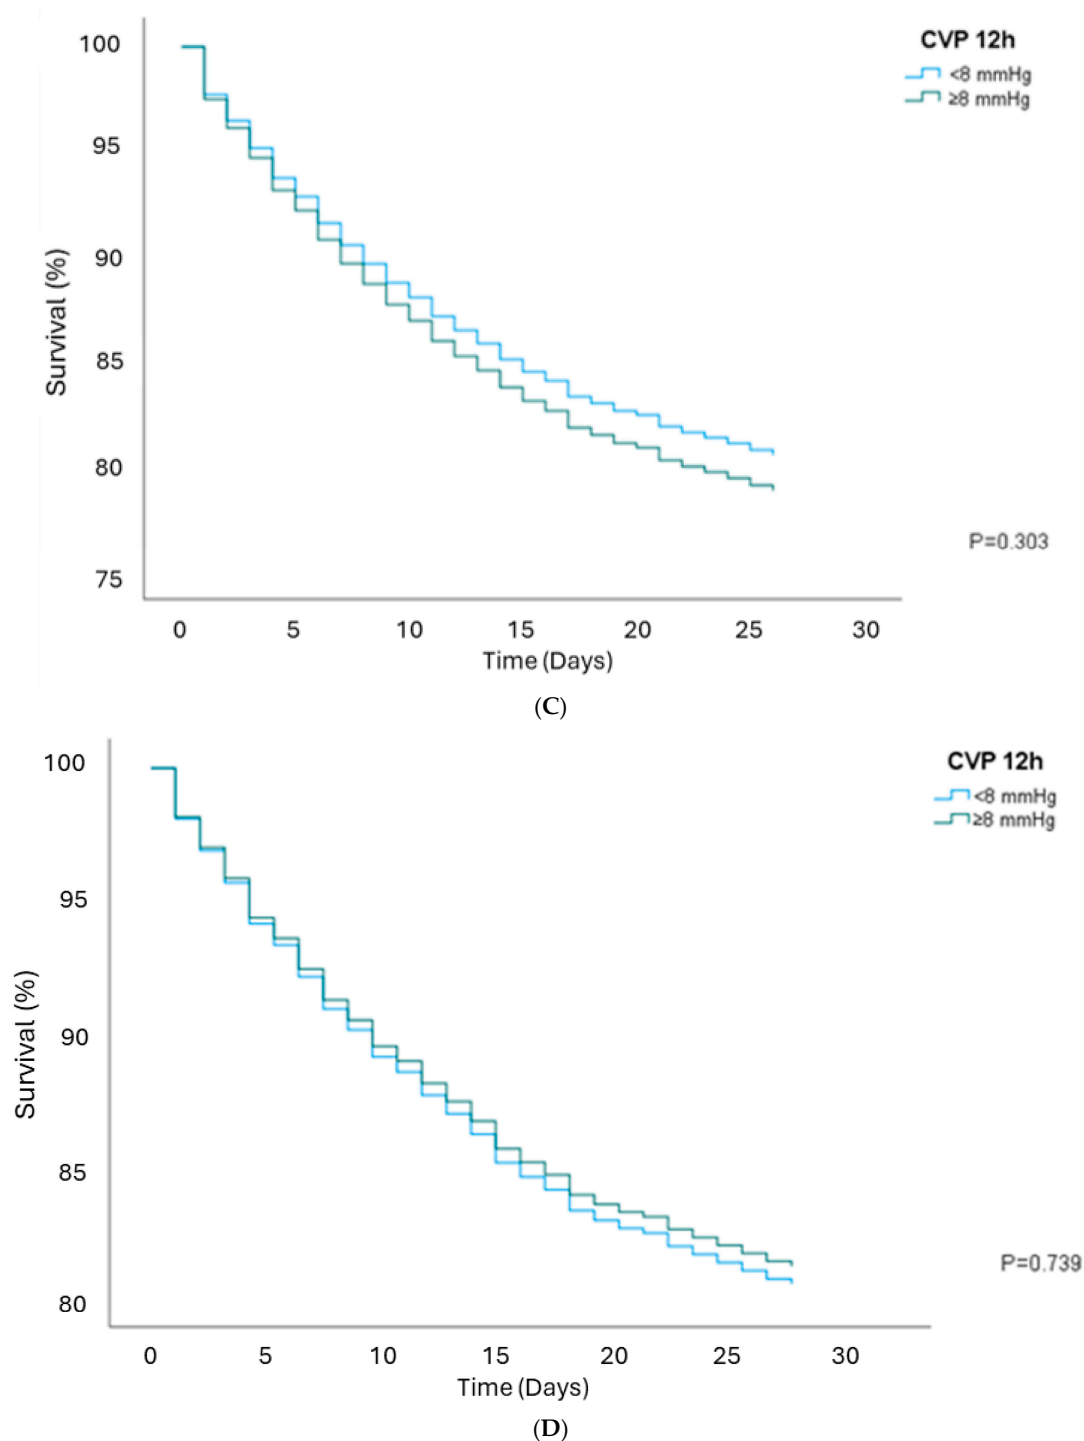 CVP 12h
<8 mmHg
≥8 mmHg
100
95
90
85
80
75
Survival (%)
P=0.303
0 5 10 15 20 25 30
Time (Days)
(C)
CVP 12h
<8 mmHg
≥8 mmHg
100
95
90
85
80
Survival (%)
P=0.739
0 5 10 15 20 25 30
Time (Days)
(D)